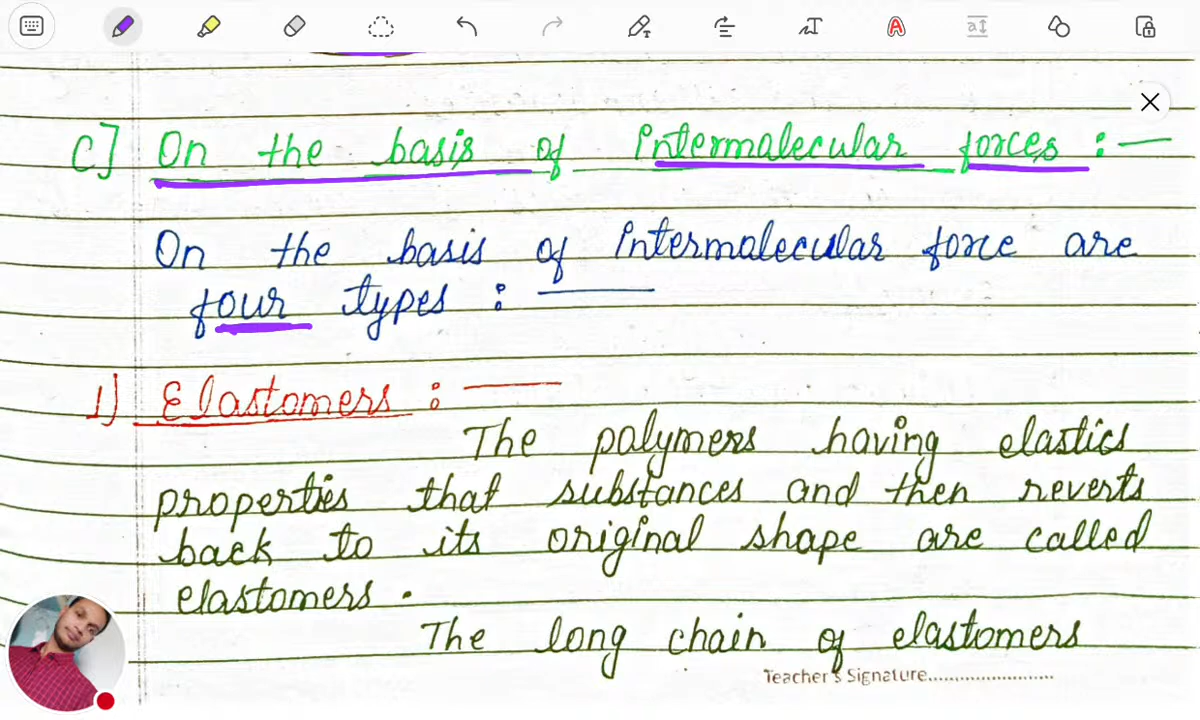 C] On the basis of intermolecular forces :—
On the basis of intermolecular force are
four types :
1) Elastomers :
The polymers having elastics
properties that substances and then reverts
back to its original shape are called
elastomers.
The long chain of elastomers
Teacher's Signature..........................